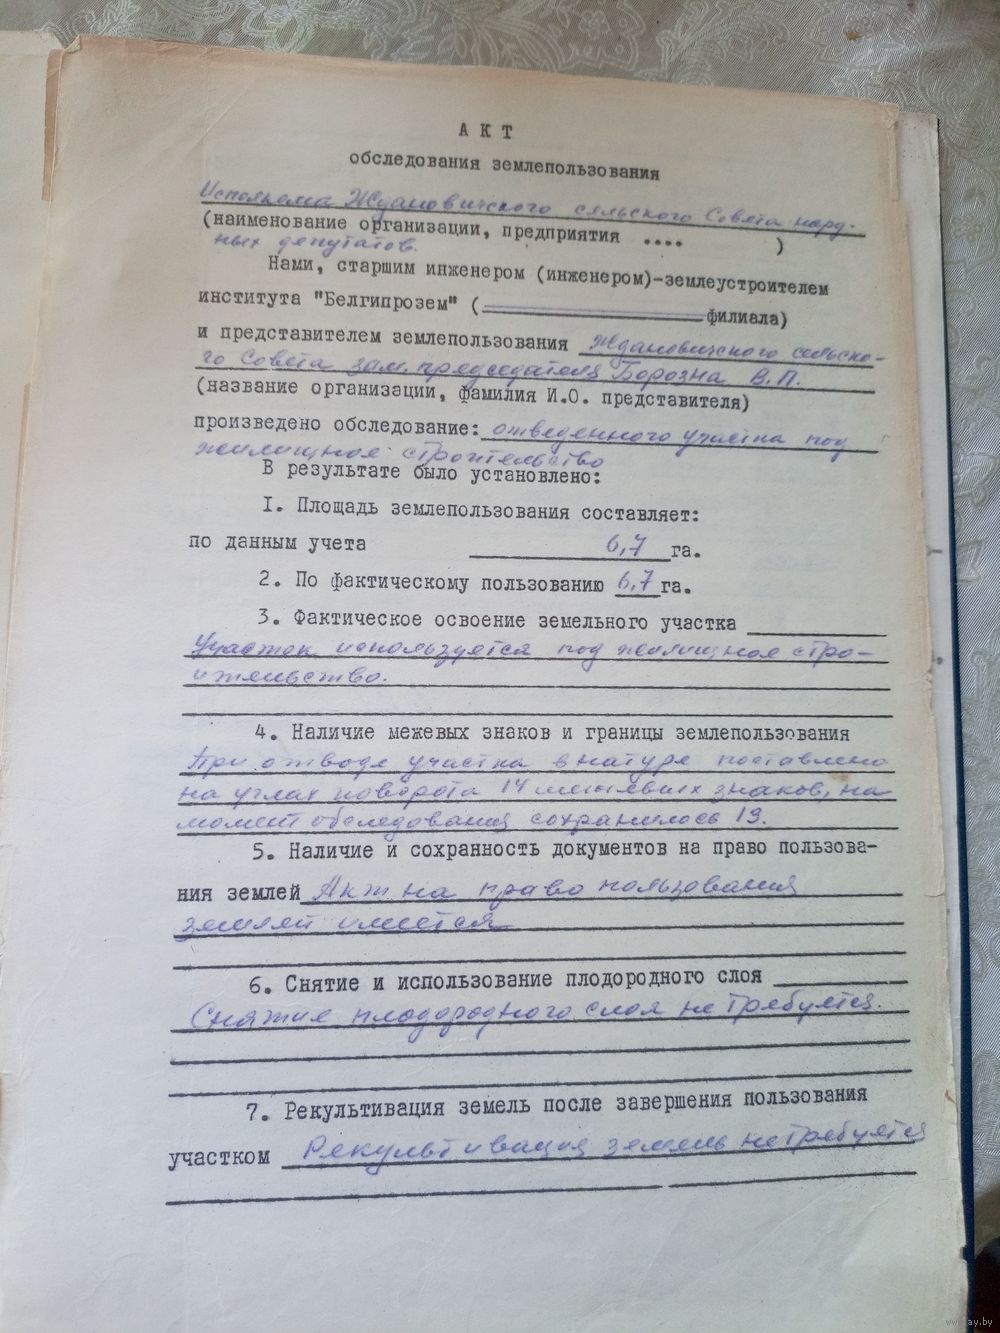 АКТ
обследования землепользования
Исполкома Ждановичского сельского Совета народ-
(наименование организации, предприятия .... )
ных депутатов.
Нами, старшим инженером (инженером)-землеустроителем
института "Белгипрозем" ( филиала)
и представителем землепользования Ждановичского сельско-
го Совета зам. председателя Борозна В.П.
(название организации, фамилия И.О. представителя)
произведено обследование: отведенного участка под
жилищное строительство
В результате было установлено:
I. Площадь землепользования составляет:
по данным учета 6,7 га.
2. По фактическому пользованию 6,7 га.
3. Фактическое освоение земельного участка
Участок используется под жилищное стро-
ительство.
4. Наличие межевых знаков и границы землепользования
При отводе участка в натуре поставлено
на углах поворота 14 межевых знаков, на
момент обследования сохранилось 13.
5. Наличие и сохранность документов на право пользова-
ния землей Акт на право пользования
землей имеется
6. Снятие и использование плодородного слоя
Снятие плодородного слоя не требуется.
7. Рекультивация земель после завершения пользования
участком Рекультивация земель не требуется
www.ay.by